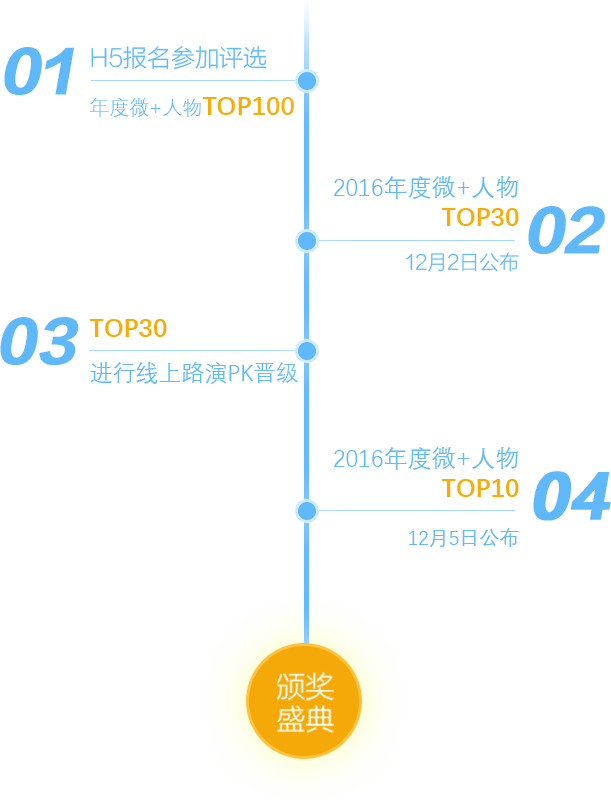 01
H5报名参加评选
年度微+人物TOP100
2016年度微+人物
TOP30
02
12月2日公布
03
TOP30
进行线上路演PK晋级
2016年度微+人物
TOP10
04
12月5日公布
颁奖
盛典